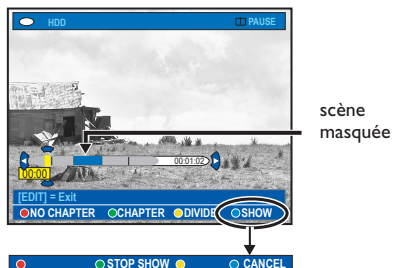 HDD PAUSE
scène
masquée
00:01:02
00:00
[EDIT] = Exit
NO CHAPTER CHAPTER DIVIDE SHOW
STOP SHOW CANCEL